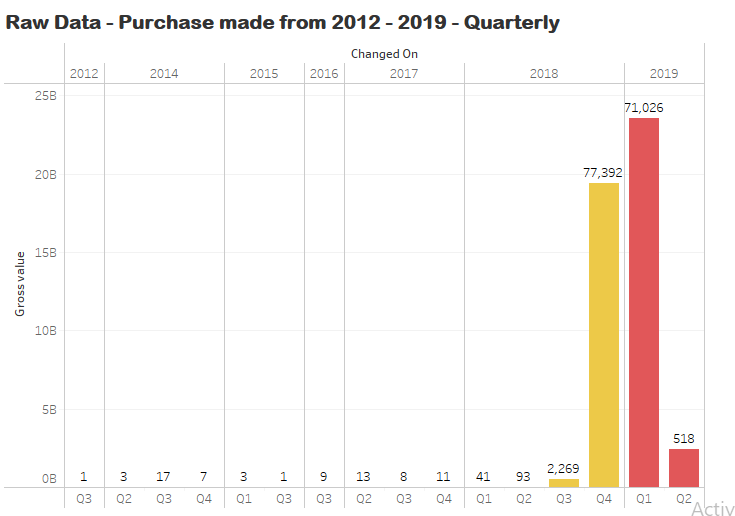 Raw Data - Purchase made from 2012 - 2019 - Quarterly
Changed On
2012 2014 2015 2016 2017 2018 2019
25B
71,026
77,392
20B
15B
Gross value
10B
5B
518
2,269
0B 1 3 17 7 3 1 9 13 8 11 41 93
Q3 Q2 Q3 Q4 Q1 Q3 Q3 Q2 Q3 Q4 Q1 Q2 Q3 Q4 Q1 Q2
Activ